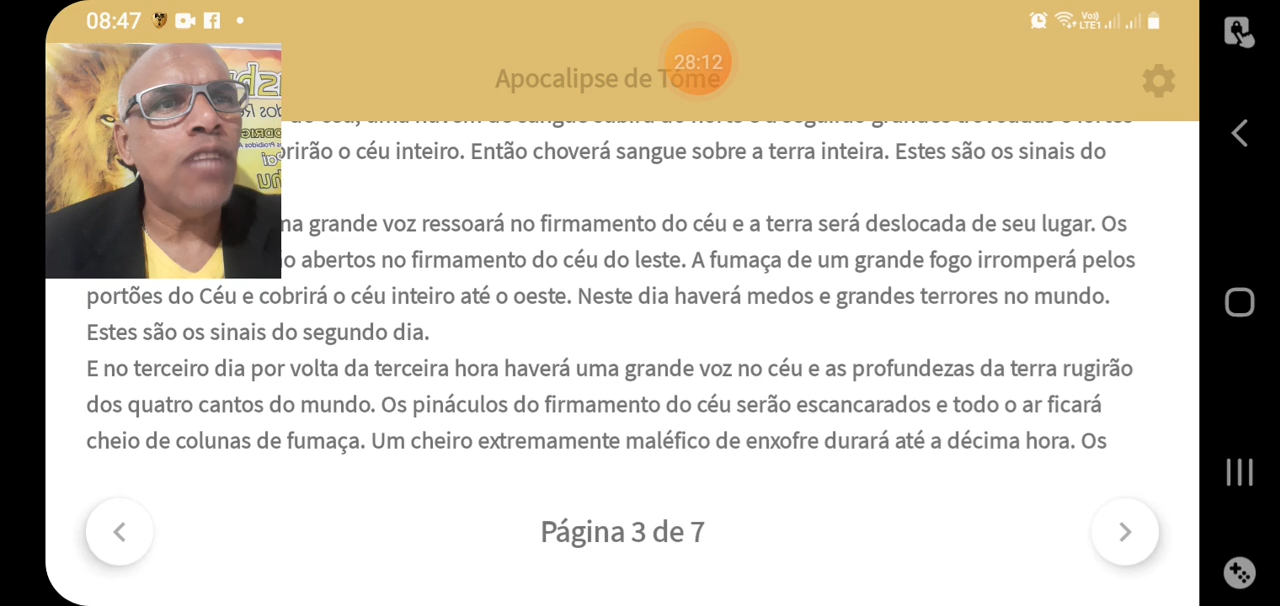 08:47
Vo)
LTE1
28:12
Apocalipse de Tomé
brirão o céu inteiro. Então choverá sangue sobre a terra inteira. Estes são os sinais do
na grande voz ressoará no firmamento do céu e a terra será deslocada de seu lugar. Os
o abertos no firmamento do céu do leste. A fumaça de um grande fogo irromperá pelos
portões do Céu e cobrirá o céu inteiro até o oeste. Neste dia haverá medos e grandes terrores no mundo.
Estes são os sinais do segundo dia.
E no terceiro dia por volta da terceira hora haverá uma grande voz no céu e as profundezas da terra rugirão
dos quatro cantos do mundo. Os pináculos do firmamento do céu serão escancarados e todo o ar ficará
cheio de colunas de fumaça. Um cheiro extremamente maléfico de enxofre durará até a décima hora. Os
Página 3 de 7